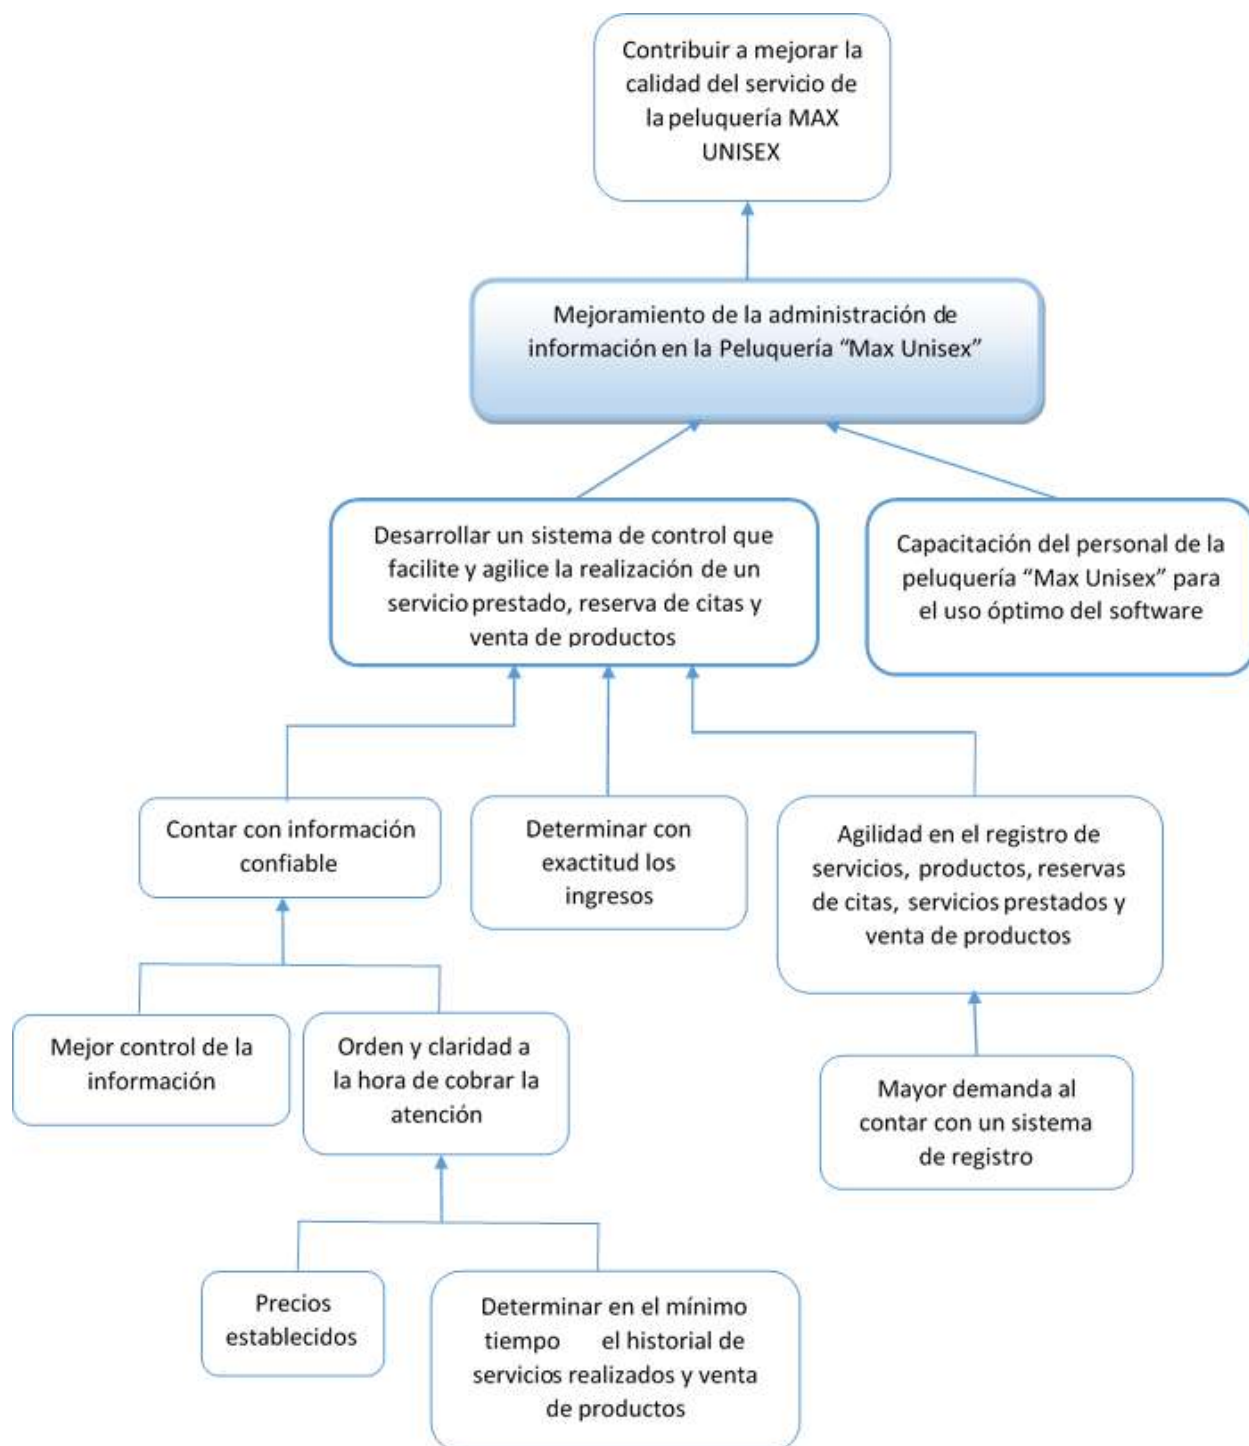 Contribuir a mejorar la
calidad del servicio de
la peluquería MAX
UNISEX
Mejoramiento de la administración de
información en la Peluquería “Max Unisex”
Desarrollar un sistema de control que
facilite y agilice la realización de un
servicio prestado, reserva de citas y
venta de productos
Capacitación del personal de la
peluquería “Max Unisex” para
el uso óptimo del software
Contar con información
confiable
Determinar con
exactitud los
ingresos
Agilidad en el registro de
servicios, productos, reservas
de citas, servicios prestados y
venta de productos
Mejor control de la
información
Orden y claridad a
la hora de cobrar la
atención
Mayor demanda al
contar con un sistema
de registro
Precios
establecidos
Determinar en el mínimo
tiempo el historial de
servicios realizados y venta
de productos